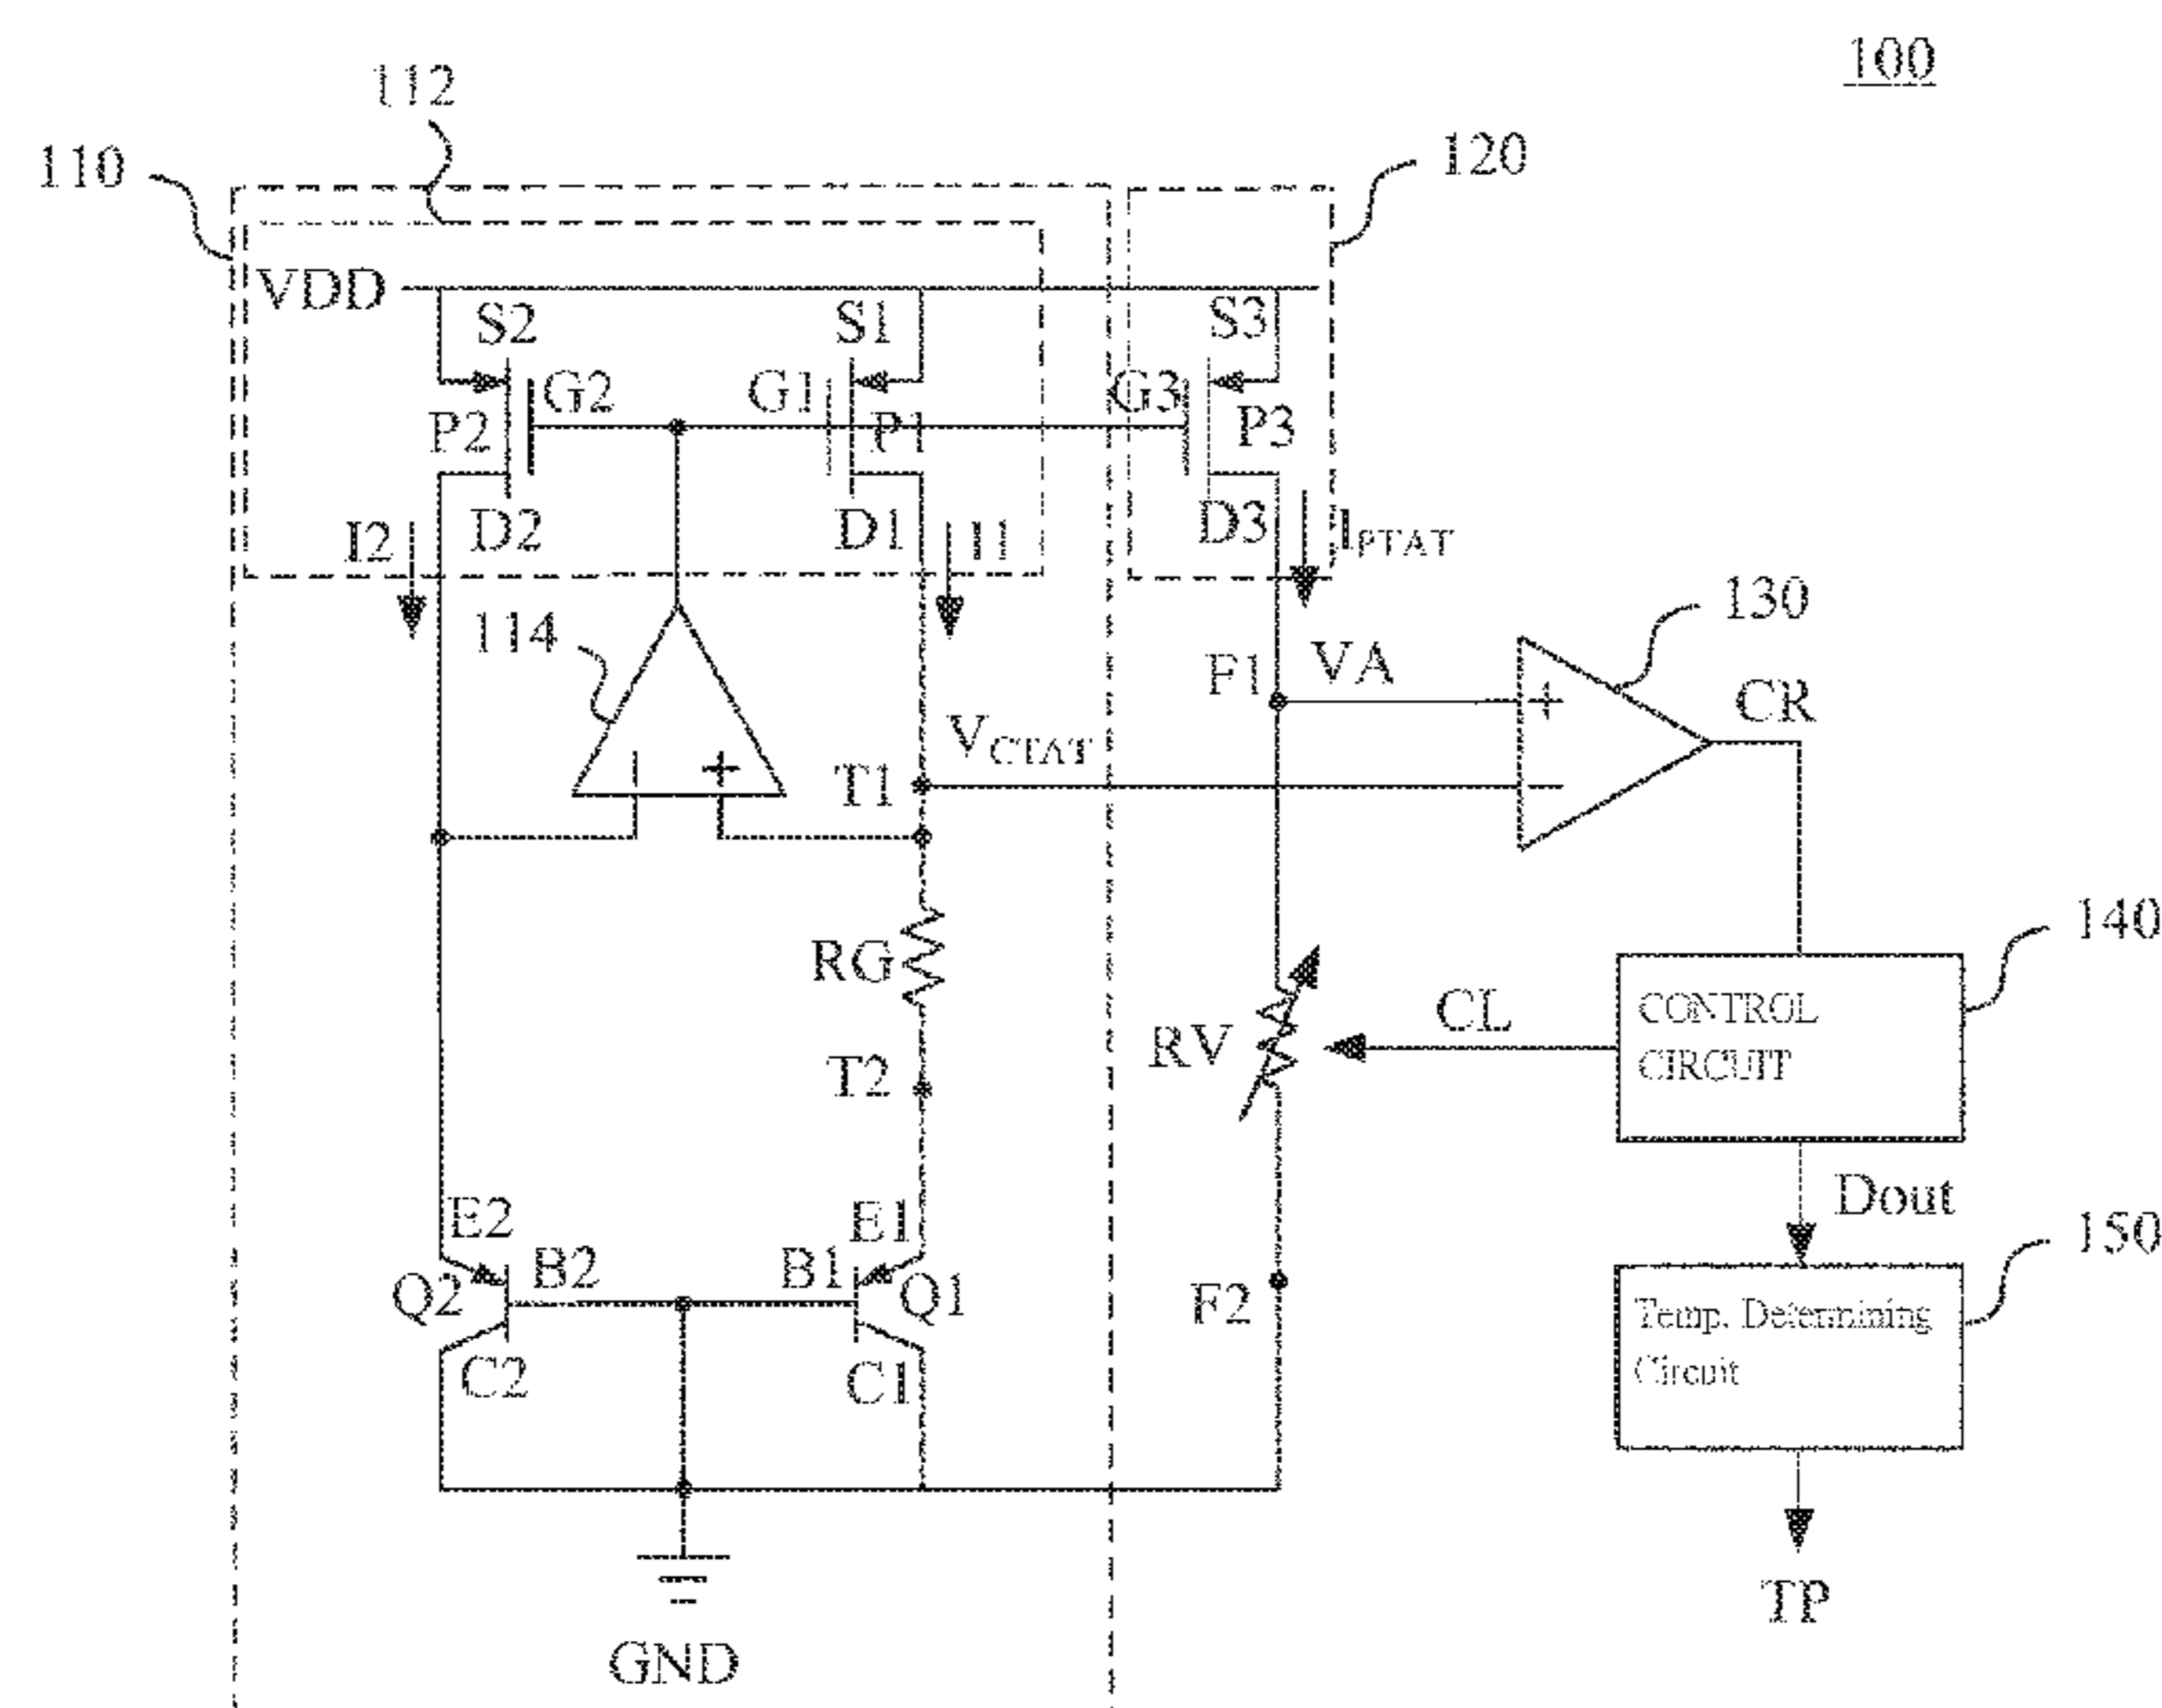 100
112
110
120
VDD
S2
S1
S3
G2
G1
G3
P2
P1
P3
I2
D2
D1
I1
D3
IPTAT
114
130
F1
VA
CR
VCTAT
T1
- +
+
-
RG
140
CL
CONTROL
CIRCUIT
RV
T2
Dout
150
E2
E1
B2
B1
Q2
Q1
F2
Temp. Determining
Circuit
C2
C1
TP
GND